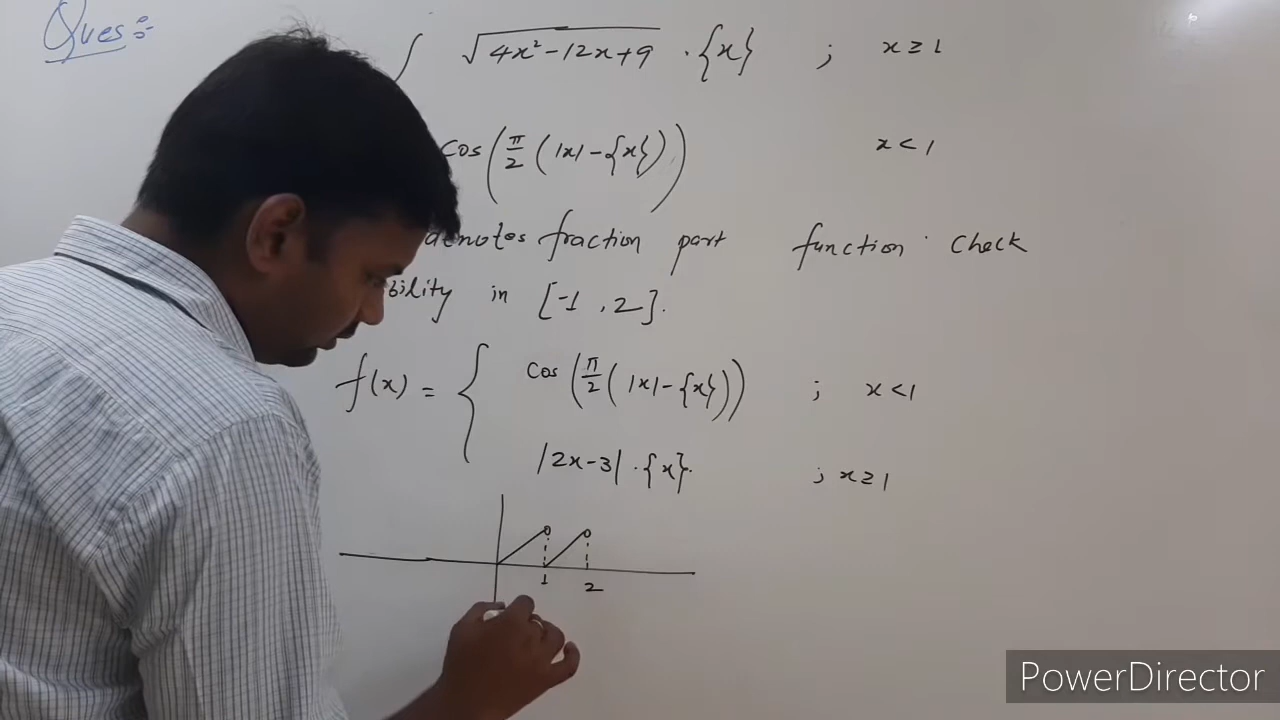 Ques :-
√4x²-12x+9 · {x} ; x ≥ 1
cos(π/2(|x|-{x})) x < 1
denotes fraction part function. Check
bility in [-1, 2].
f(x) = { cos(π/2(|x|-{x})) ; x < 1
|2x-3| · {x}. ; x ≥ 1
1 2
PowerDirector